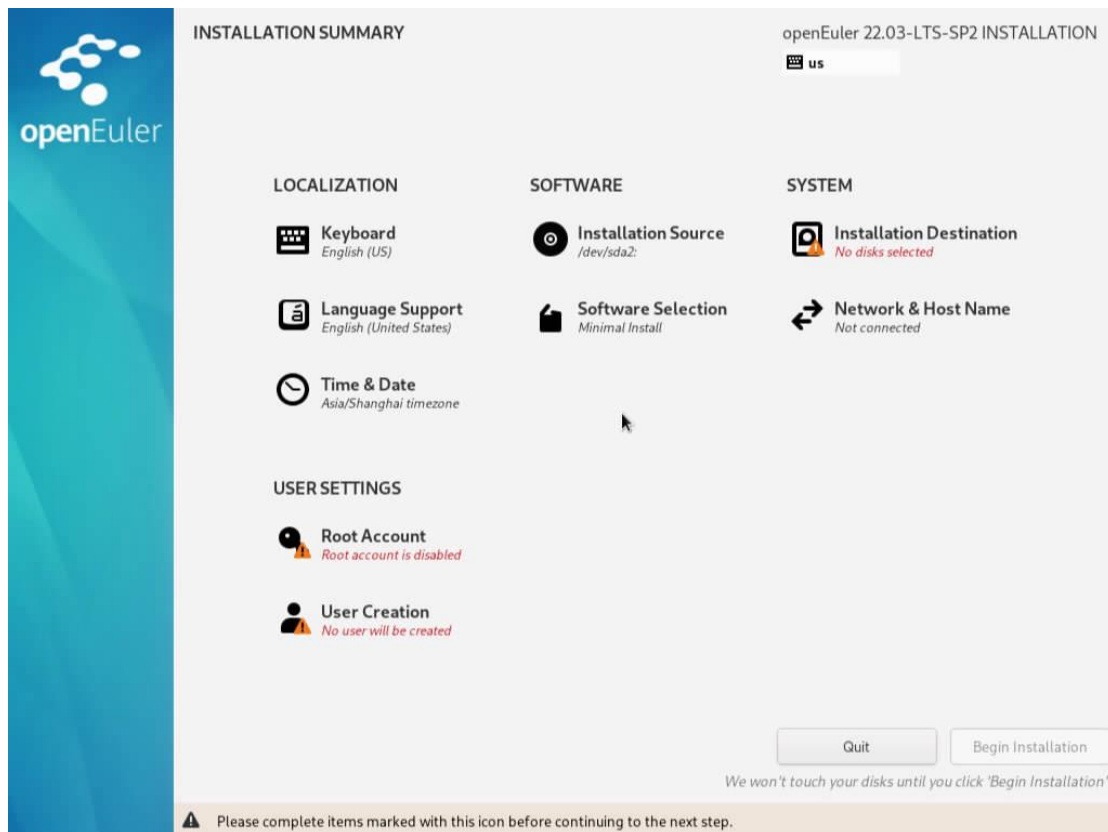 openEuler
INSTALLATION SUMMARY
openEuler 22.03-LTS-SP2 INSTALLATION
us
LOCALIZATION
Keyboard
English (US)
Language Support
English (United States)
Time & Date
Asia/Shanghai timezone
SOFTWARE
Installation Source
/dev/sda2:
Software Selection
Minimal Install
SYSTEM
Installation Destination
No disks selected
Network & Host Name
Not connected
USER SETTINGS
Root Account
Root account is disabled
User Creation
No user will be created
Quit
Begin Installation
We won't touch your disks until you click 'Begin Installation'
Please complete items marked with this icon before continuing to the next step.